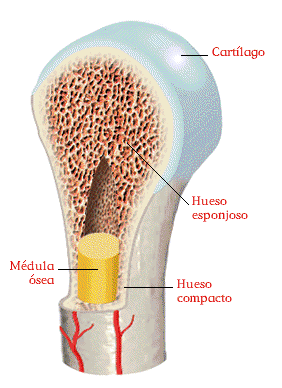 Cartílago
Hueso
esponjoso
Médula
ósea
Hueso
compacto